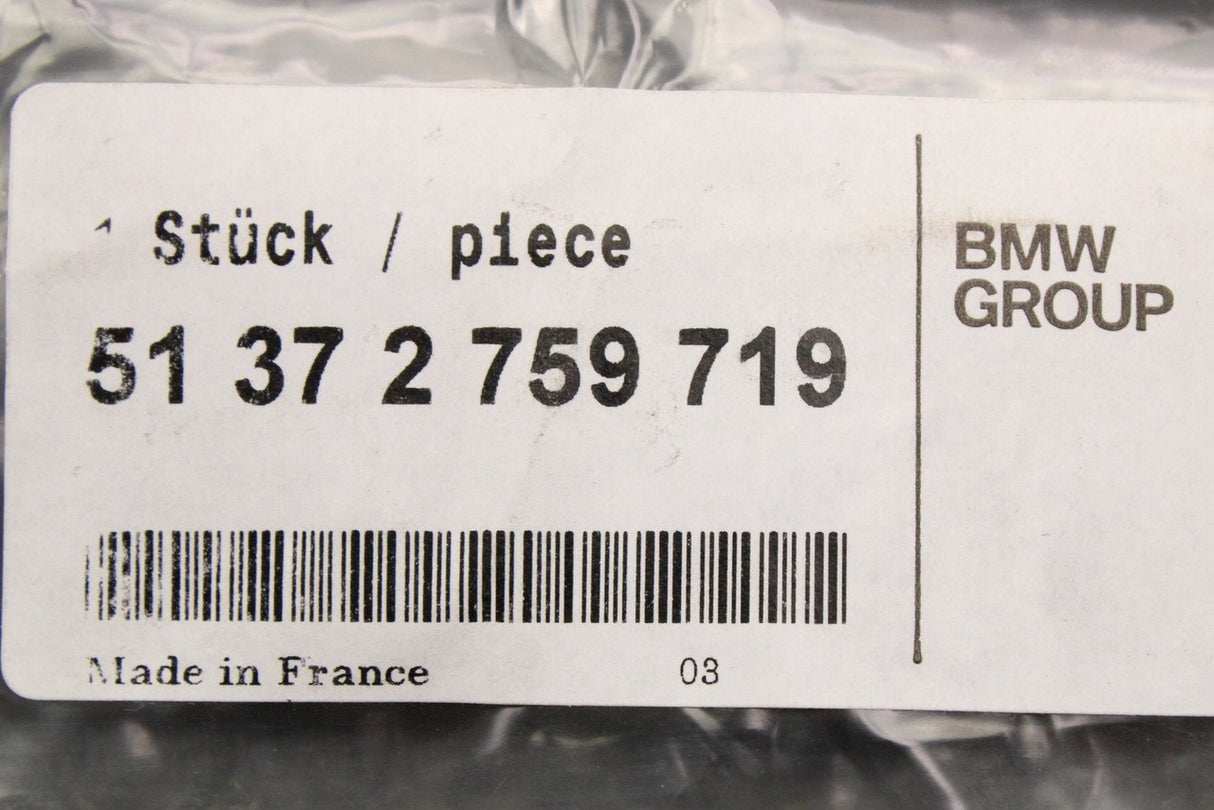 1 Stück / piece
51 37 2 759 719
Made in France 03
BMW
GROUP